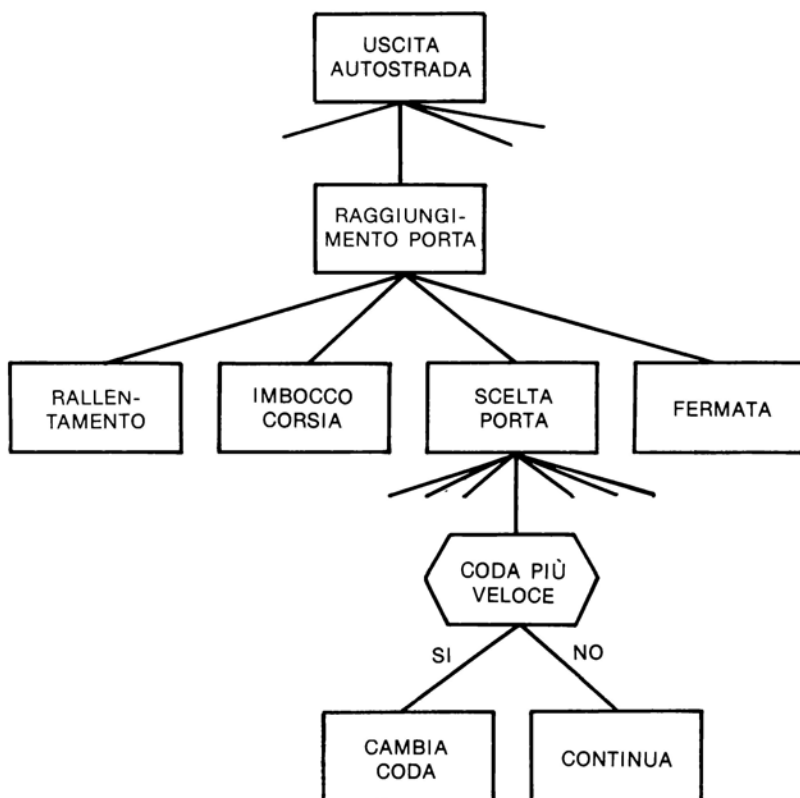 USCITA
AUTOSTRADA
RAGGIUNGI-
MENTO PORTA
RALLEN-
TAMENTO
IMBOCCO
CORSIA
SCELTA
PORTA
FERMATA
CODA PIÙ
VELOCE
SI
NO
CAMBIA
CODA
CONTINUA